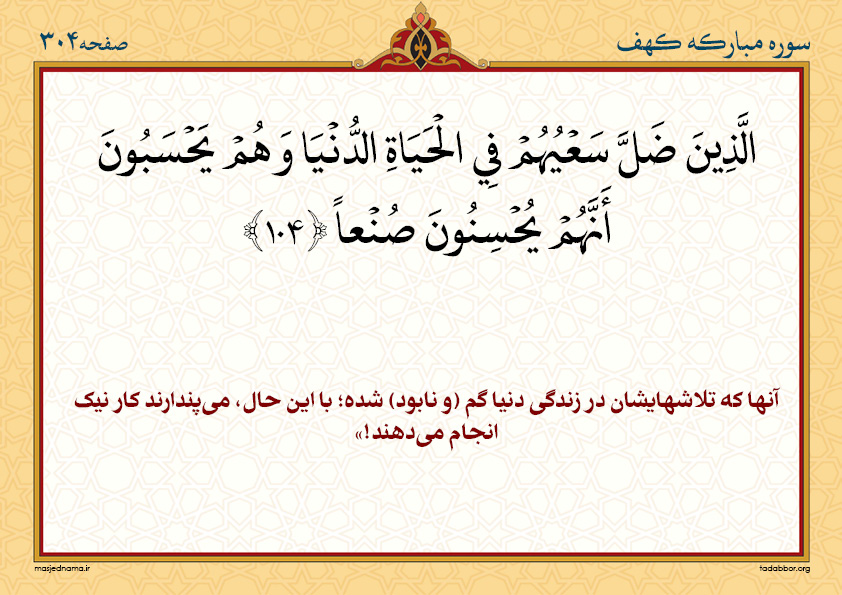 سوره مبارکه کهف
صفحه۳۰۴
الَّذِينَ ضَلَّ سَعْيُهُمْ فِي الْحَيَاةِ الدُّنْيَا وَ هُمْ يَحْسَبُونَ
أَنَّهُمْ يُحْسِنُونَ صُنْعاً ﴿۱۰۴﴾
آنها که تلاشهایشان در زندگی دنیا گم (و نابود) شده؛ با این حال، می‌پندارند کار نیک
انجام می‌دهند!»
masjednama.ir
tadabbor.org